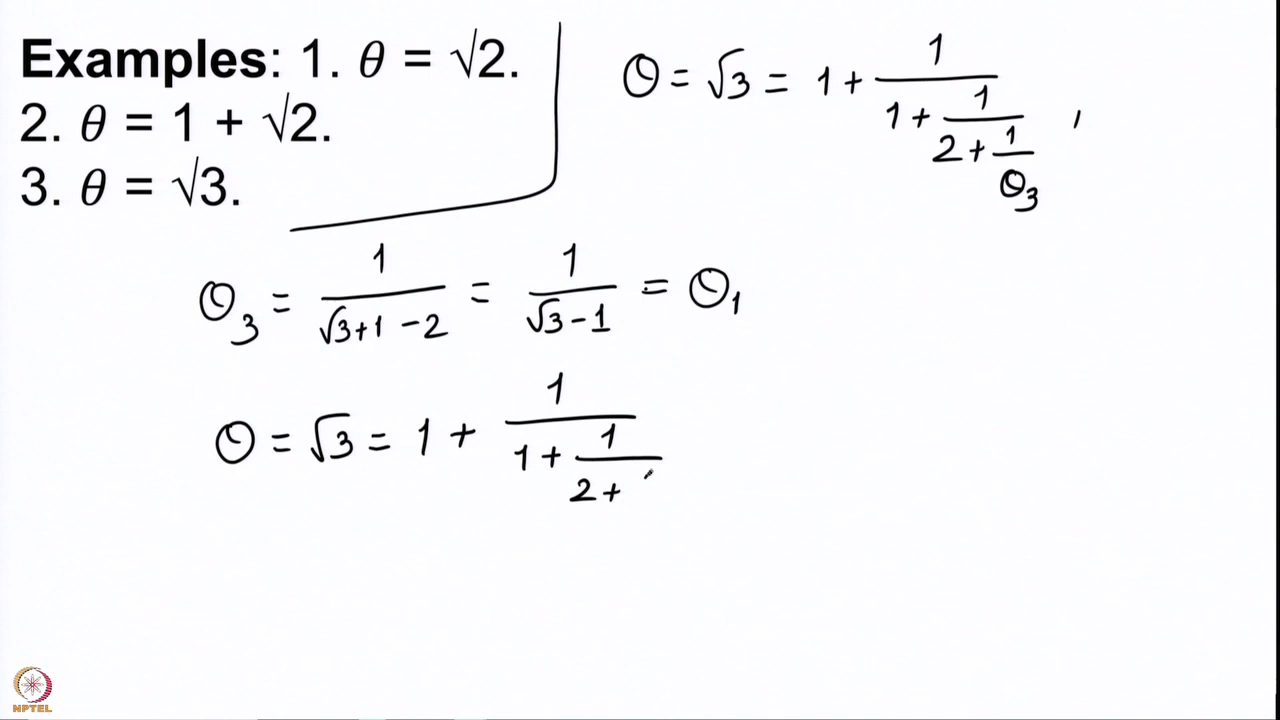 Examples: 1. θ = √2.
2. θ = 1 + √2.
3. θ = √3.
θ = √3 = 1 + 1/(1 + 1/(2 + 1/θ₃)) ,
θ₃ = 1/(√3+1 −2) = 1/(√3−1) = θ₁
θ = √3 = 1 + 1/(1 + 1/(2 +
NPTEL